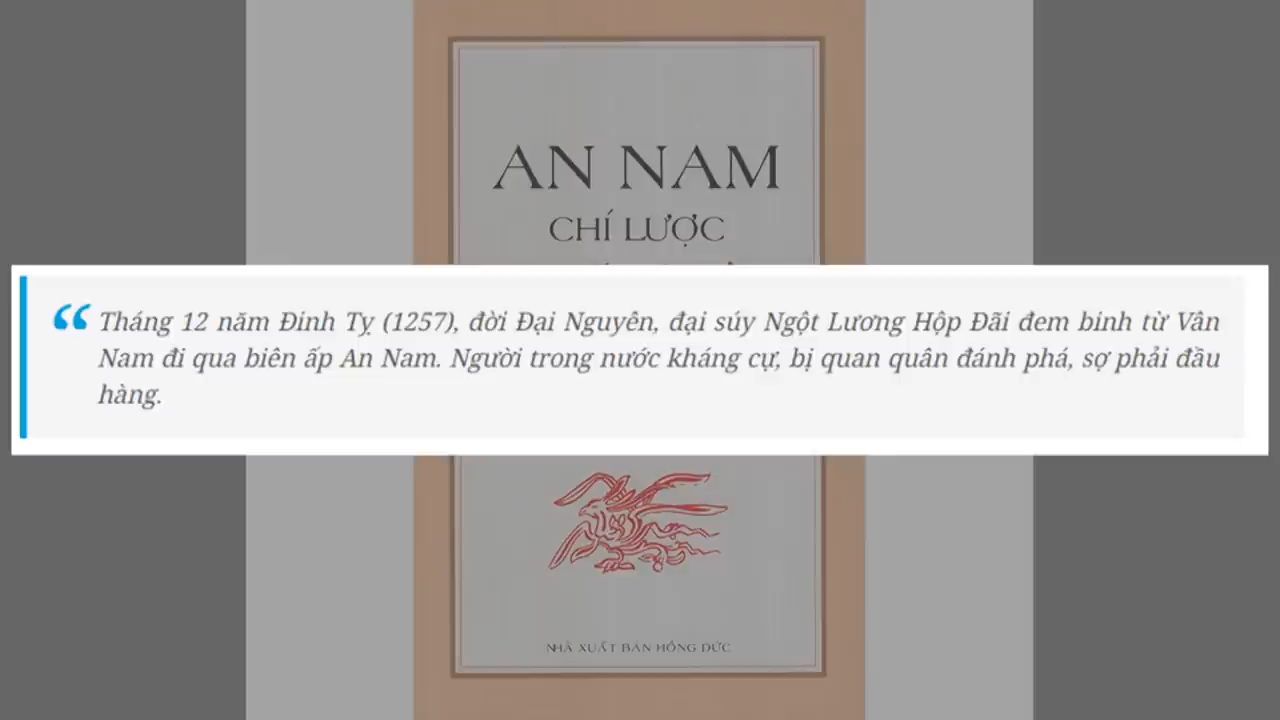 AN NAM
CHÍ LƯỢC
“Tháng 12 năm Đinh Tỵ (1257), đời Đại Nguyên, đại súy Ngột Lương Hộp Đãi đem binh từ Vân
Nam đi qua biên ấp An Nam. Người trong nước kháng cự, bị quan quân đánh phá, sợ phải đầu
hàng.
NHÀ XUẤT BẢN HỒNG ĐỨC